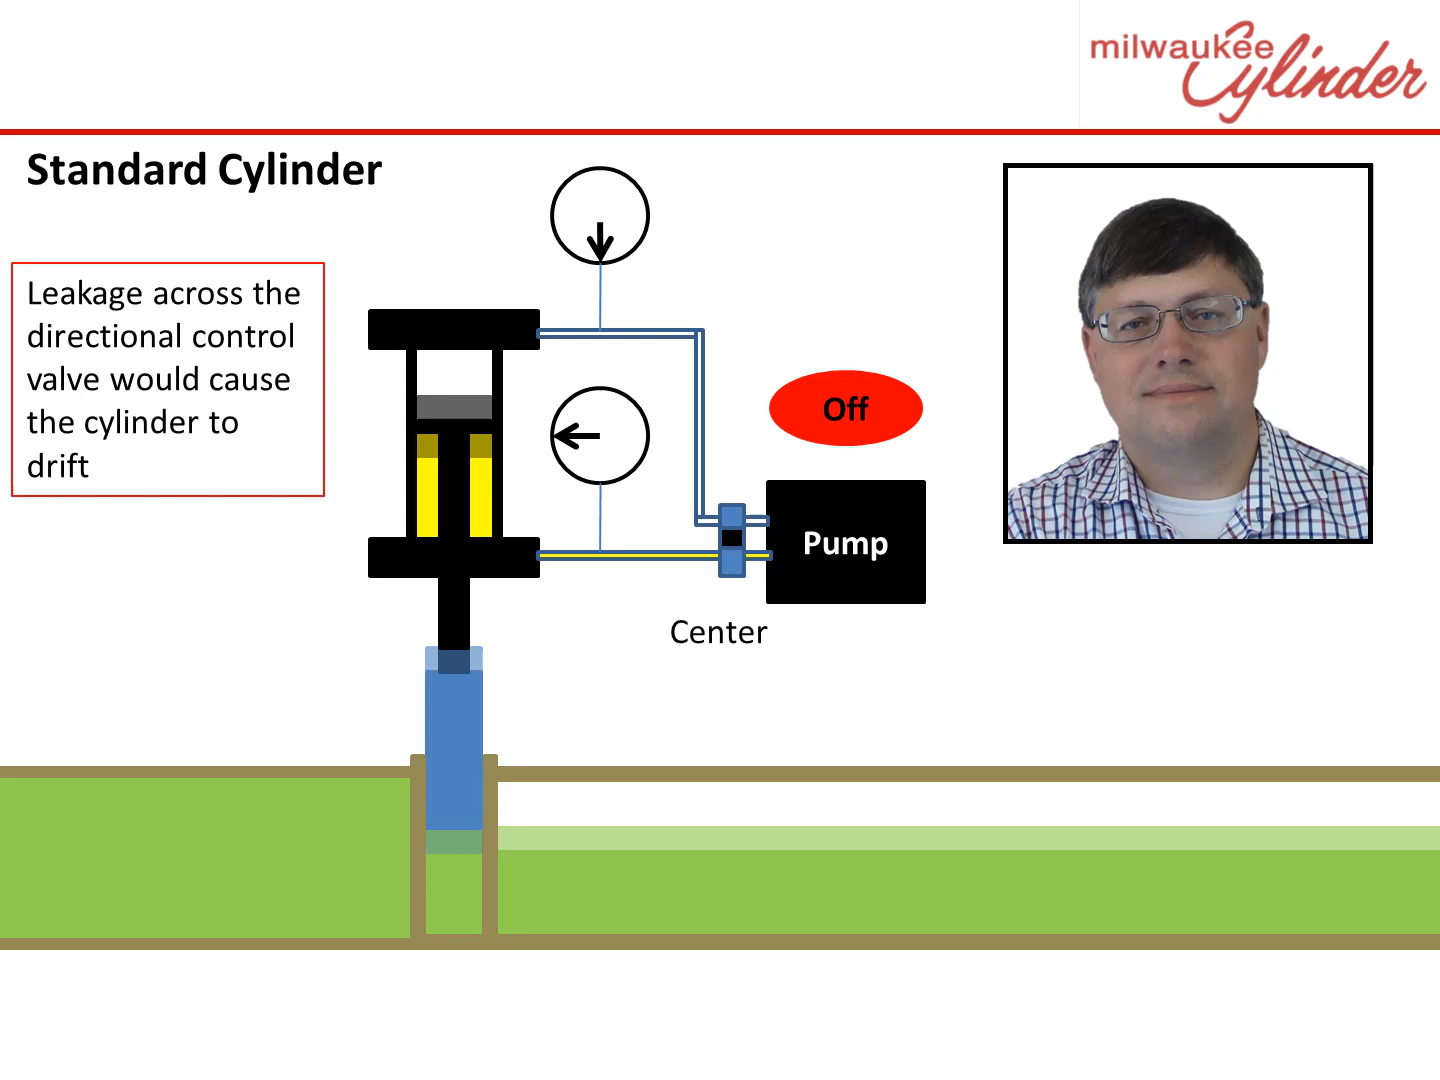 milwaukee
Cylinder
Standard Cylinder
Leakage across the
directional control
valve would cause
the cylinder to
drift
Off
Pump
Center